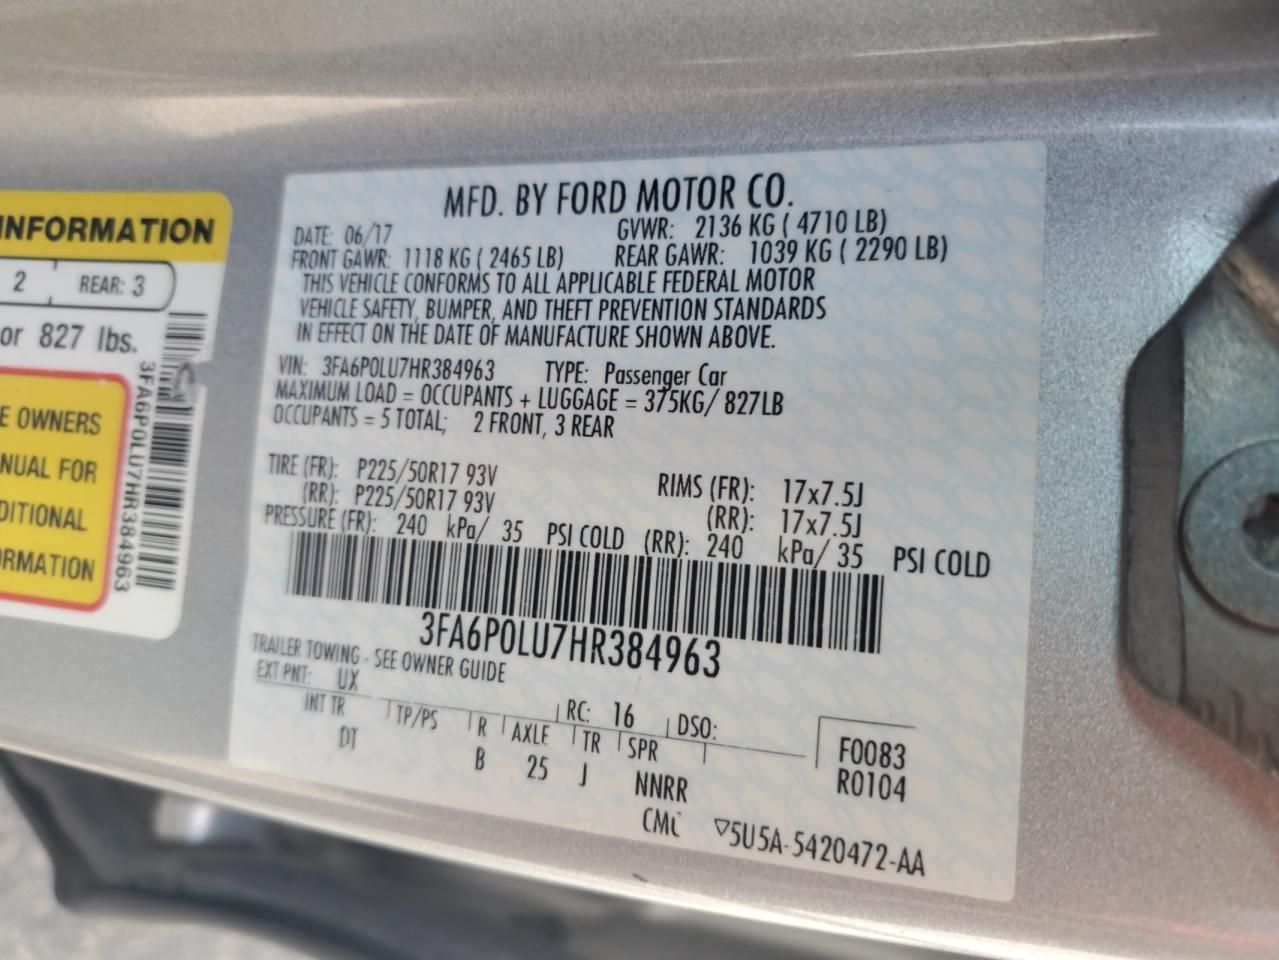 MFD. BY FORD MOTOR CO.
DATE: 06/17 GVWR: 2136 KG ( 4710 LB)
FRONT GAWR: 1118 KG ( 2465 LB) REAR GAWR: 1039 KG ( 2290 LB)
THIS VEHICLE CONFORMS TO ALL APPLICABLE FEDERAL MOTOR
VEHICLE SAFETY, BUMPER, AND THEFT PREVENTION STANDARDS
IN EFFECT ON THE DATE OF MANUFACTURE SHOWN ABOVE.
VIN: 3FA6P0LU7HR384963 TYPE: Passenger Car
MAXIMUM LOAD = OCCUPANTS + LUGGAGE = 375KG/ 827LB
OCCUPANTS = 5 TOTAL; 2 FRONT, 3 REAR
TIRE (FR): P225/50R17 93V RIMS (FR): 17x7.5J
(RR): P225/50R17 93V (RR): 17x7.5J
PRESSURE (FR): 240 kPa/ 35 PSI COLD (RR): 240 kPa/ 35 PSI COLD
3FA6P0LU7HR384963
TRAILER TOWING - SEE OWNER GUIDE
EXT PNT: UX RC: 16 DSO:
INT TR TP/PS R AXLE TR SPR F0083
DT B 25 J NNRR R0104
CMC ▽5U5A-5420472-AA
INFORMATION
2 REAR: 3
or 827 lbs.
E OWNERS
NUAL FOR
DITIONAL
ORMATION
3FA6P0LU7HR384963